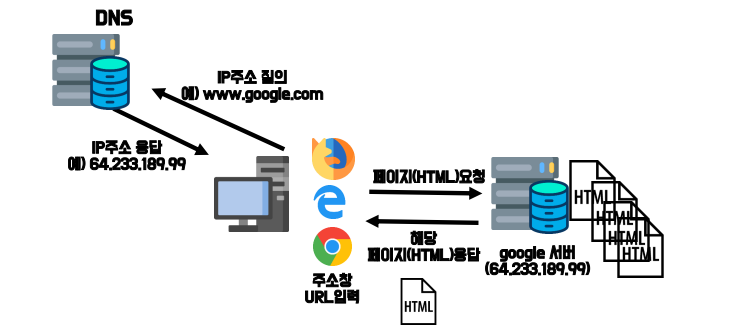 DNS
IP주소 질의
예) www.google.com
IP주소 응답
예) 64.233.189.99
페이지(HTML)요청
해당
페이지(HTML)응답
주소창
URL입력
HTML
HTML
HTML
HTML
HTML
google 서버
(64.233.189.99)